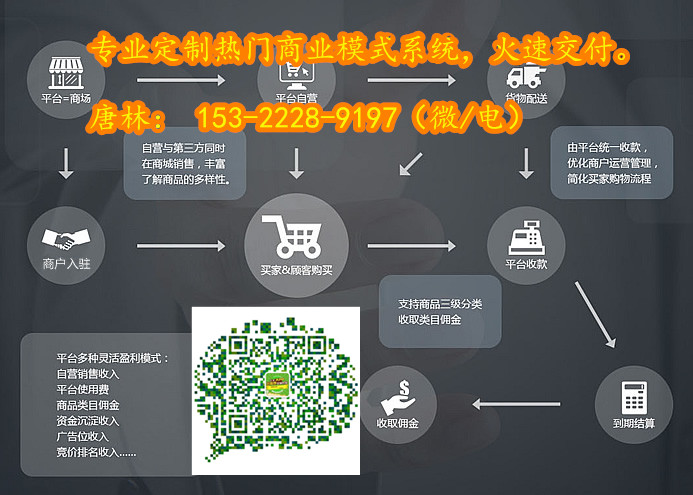 专业定制热门商业模式系统，火速交付。
平台=商场
平台自营
货物配送
唐林： 153-2228-9197（微/电）
自营与第三方同时
在商城销售，丰富
了解商品的多样性。
由平台统一收款，
优化商户运营管理，
简化买家购物流程
商户入驻
买家&顾客购买
平台收款
支持商品三级分类
收取类目佣金
平台多种灵活盈利模式：
自营销售收入
平台使用费
商品类目佣金
资金沉淀收入
广告位收入
竞价排名收入......
收取佣金
到期结算